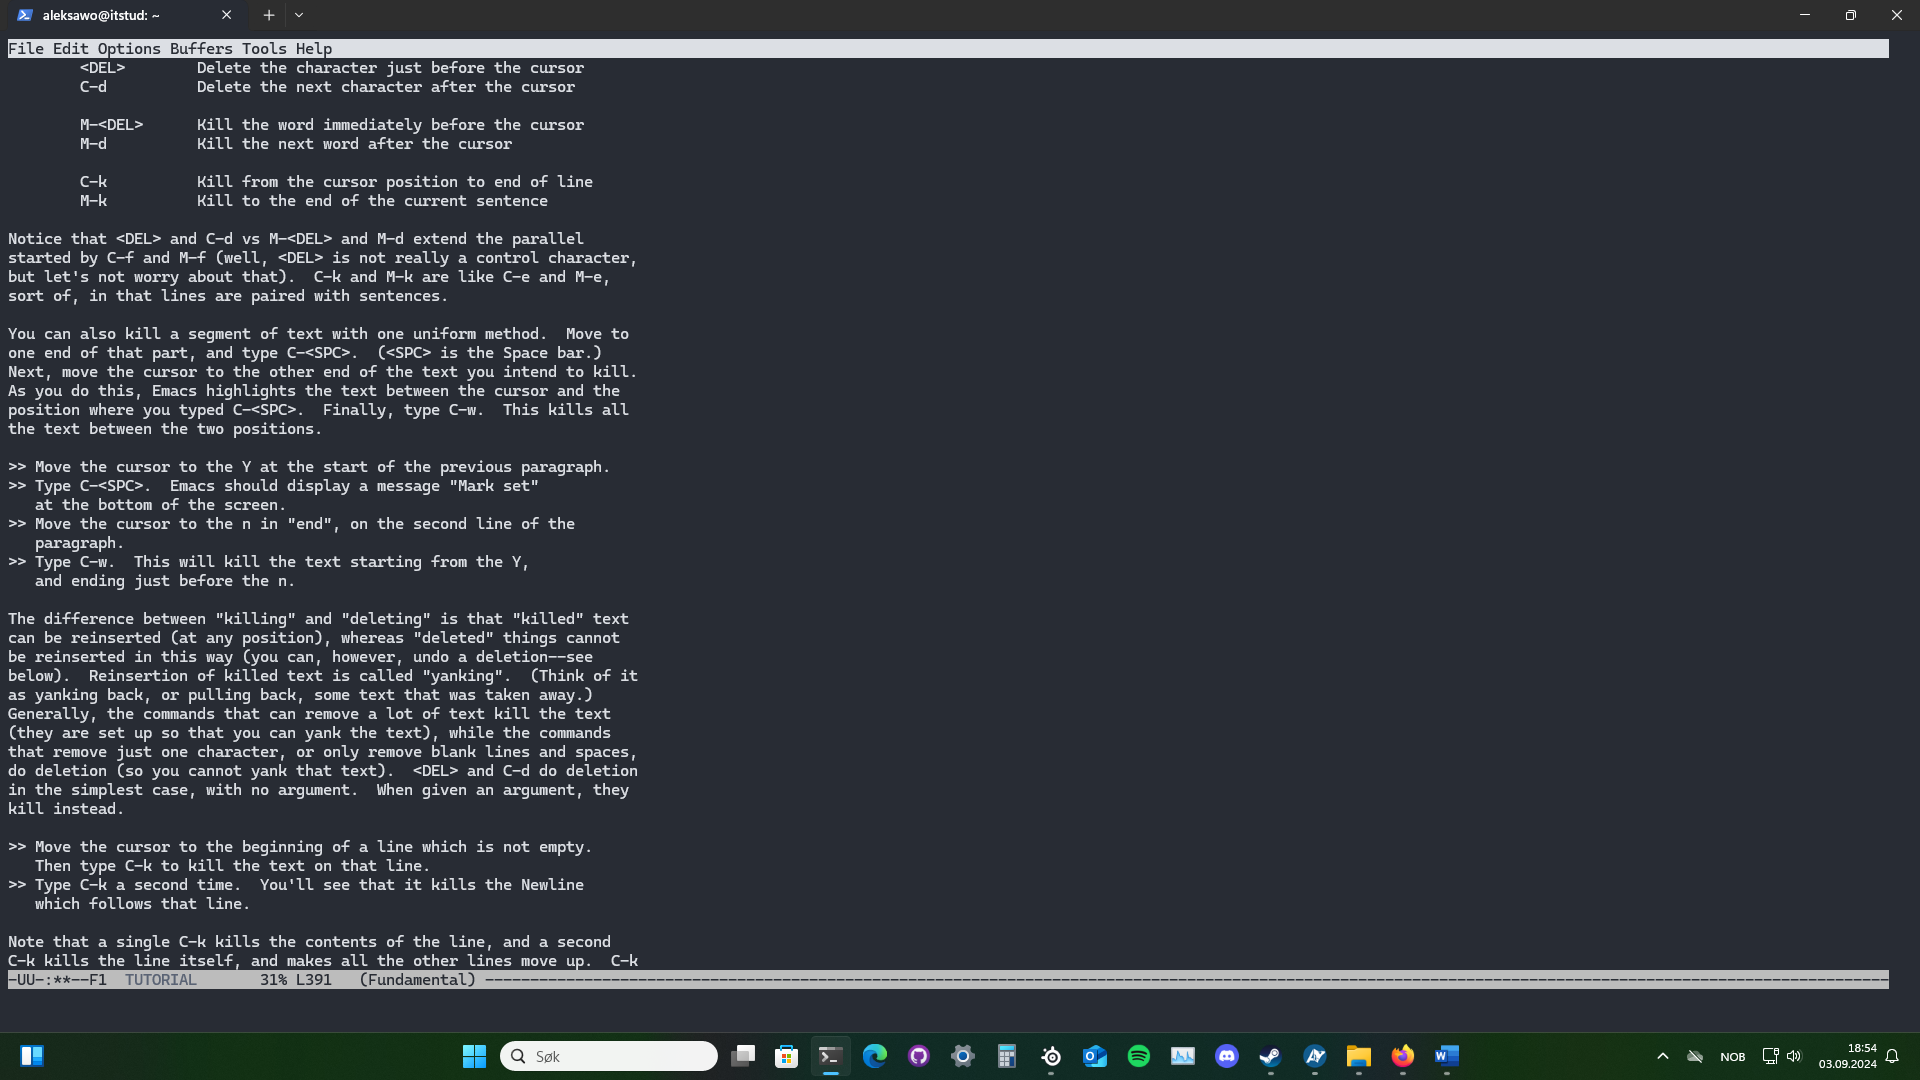 aleksawo@itstud: ~
File Edit Options Buffers Tools Help
<DEL> Delete the character just before the cursor
C-d Delete the next character after the cursor
M-<DEL> Kill the word immediately before the cursor
M-d Kill the next word after the cursor
C-k Kill from the cursor position to end of line
M-k Kill to the end of the current sentence
Notice that <DEL> and C-d vs M-<DEL> and M-d extend the parallel
started by C-f and M-f (well, <DEL> is not really a control character,
but let's not worry about that).  C-k and M-k are like C-e and M-e,
sort of, in that lines are paired with sentences.
You can also kill a segment of text with one uniform method.  Move to
one end of that part, and type C-<SPC>.  (<SPC> is the Space bar.)
Next, move the cursor to the other end of the text you intend to kill.
As you do this, Emacs highlights the text between the cursor and the
position where you typed C-<SPC>.  Finally, type C-w.  This kills all
the text between the two positions.
>> Move the cursor to the Y at the start of the previous paragraph.
>> Type C-<SPC>.  Emacs should display a message "Mark set"
at the bottom of the screen.
>> Move the cursor to the n in "end", on the second line of the
paragraph.
>> Type C-w.  This will kill the text starting from the Y,
and ending just before the n.
The difference between "killing" and "deleting" is that "killed" text
can be reinserted (at any position), whereas "deleted" things cannot
be reinserted in this way (you can, however, undo a deletion--see
below).  Reinsertion of killed text is called "yanking".  (Think of it
as yanking back, or pulling back, some text that was taken away.)
Generally, the commands that can remove a lot of text kill the text
(they are set up so that you can yank the text), while the commands
that remove just one character, or only remove blank lines and spaces,
do deletion (so you cannot yank that text).  <DEL> and C-d do deletion
in the simplest case, with no argument.  When given an argument, they
kill instead.
>> Move the cursor to the beginning of a line which is not empty.
Then type C-k to kill the text on that line.
>> Type C-k a second time.  You'll see that it kills the Newline
which follows that line.
Note that a single C-k kills the contents of the line, and a second
C-k kills the line itself, and makes all the other lines move up.  C-k
-UU-:**--F1  TUTORIAL       31% L391   (Fundamental) ----------------------------------------------------------------------------------------------------------------------------------------------------------
Søk
NOB
18:54
03.09.2024